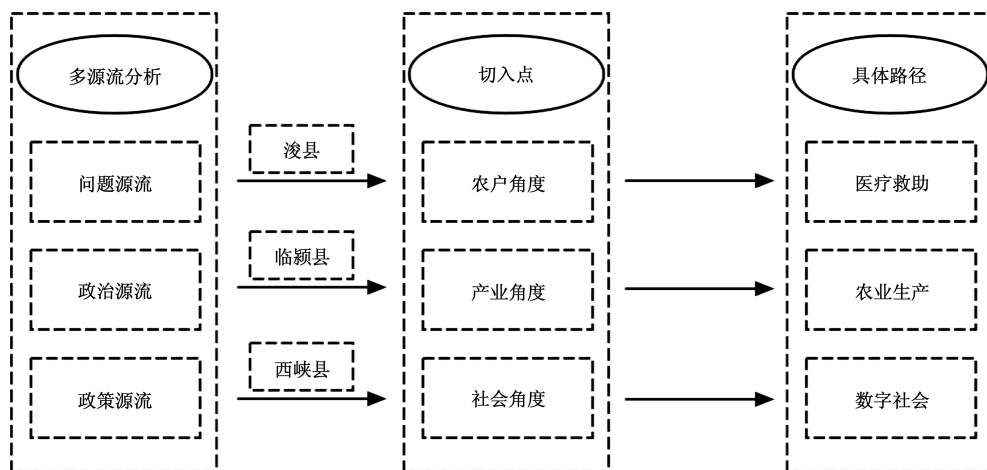 多源流分析
切入点
具体路径
浚县
问题源流
农户角度
医疗救助
临颍县
政治源流
产业角度
农业生产
西峡县
政策源流
社会角度
数字社会